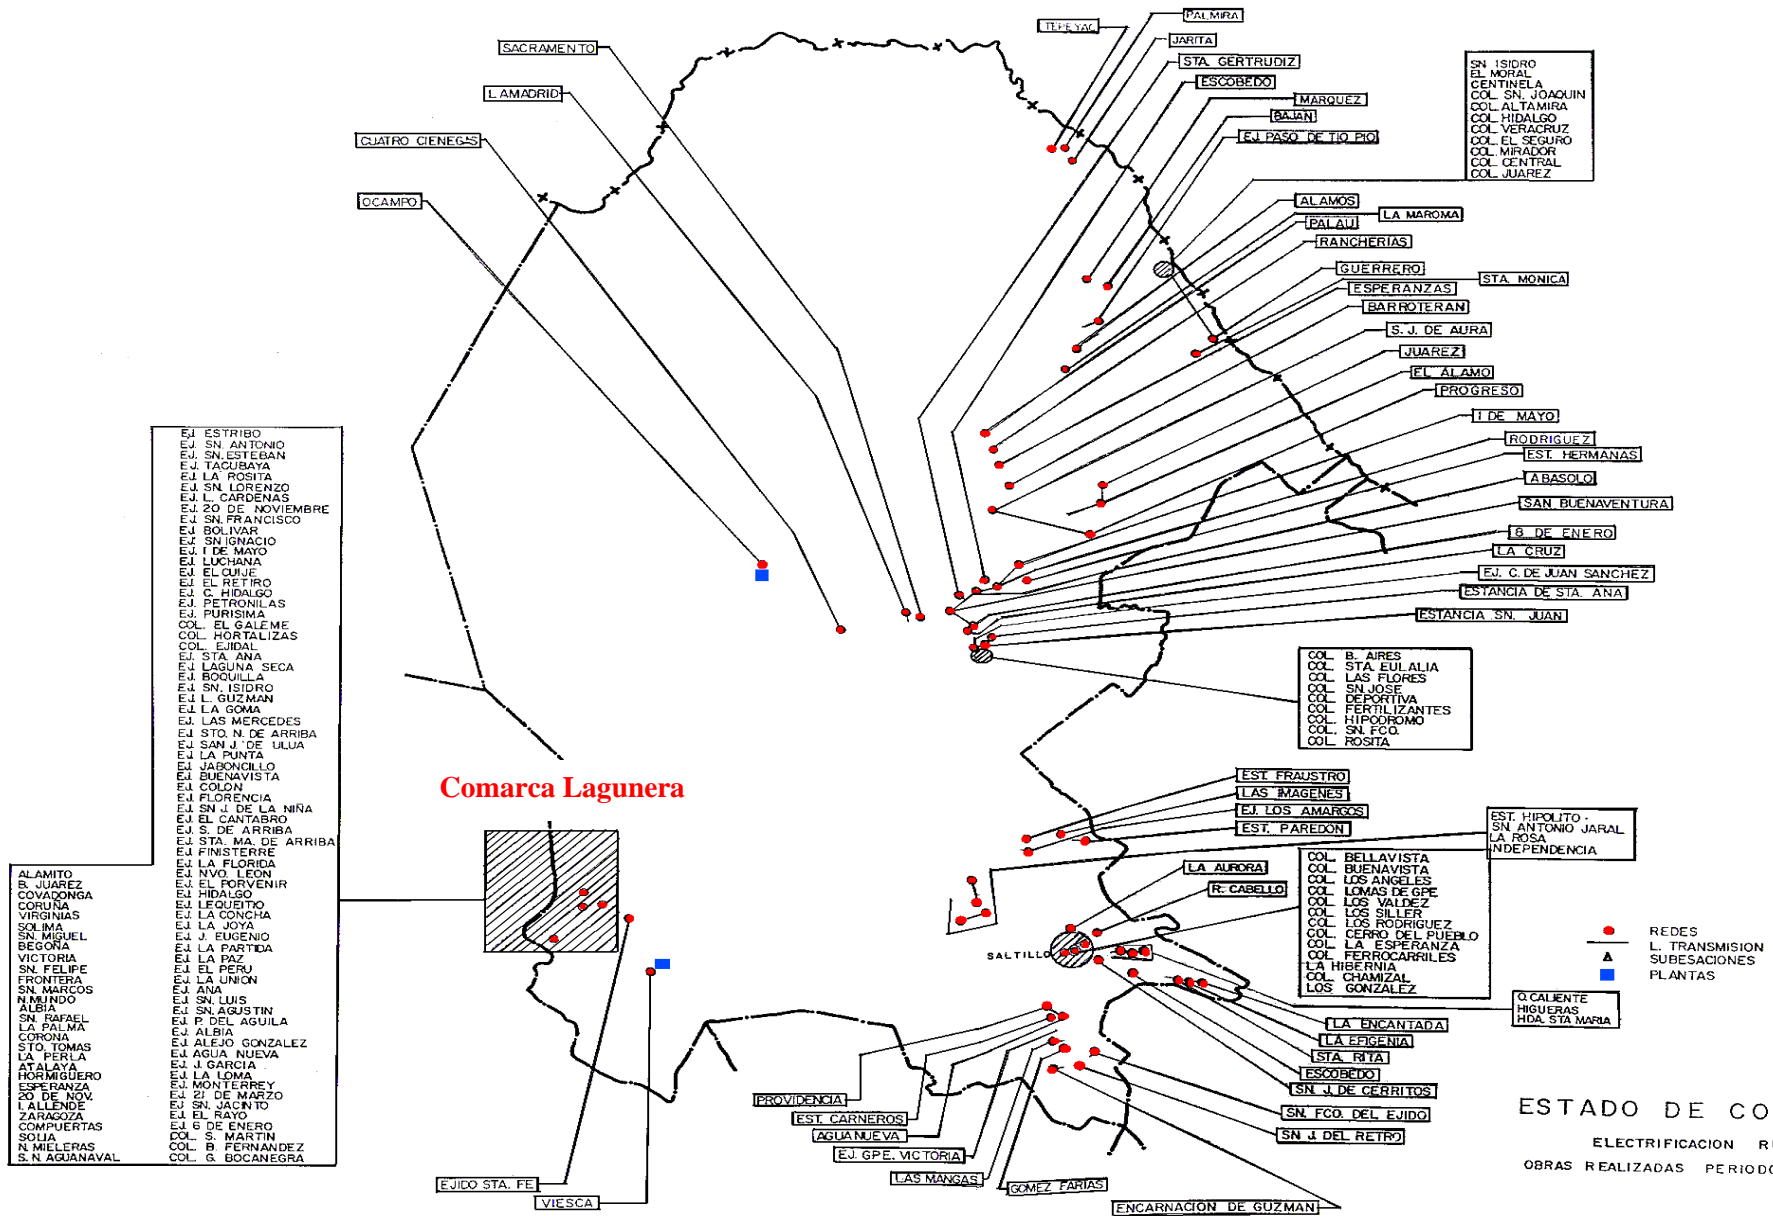 TEPEYAC
PALMIRA
JARITA
STA. GERTRUDIZ
ESCOBEDO
MARQUEZ
BAJAN
EJ. PASO DE TIO PIO
SACRAMENTO
LAMADRID
CUATRO CIENEGAS
OCAMPO
SN ISIDRO
EL MORAL
CENTINELA
COL. SN. JOAQUIN
COL. ALTAMIRA
COL. HIDALGO
COL. VERACRUZ
COL. EL SEGURO
COL. MIRADOR
COL. CENTRAL
COL. JUAREZ
ALAMOS
LA MAROMA
PALAU
RANCHERIAS
GUERRERO
STA. MONICA
ESPERANZAS
BARROTERAN
S. J. DE AURA
JUAREZ
EL ALAMO
PROGRESO
1 DE MAYO
RODRIGUEZ
EST. HERMANAS
ABASOLO
SAN BUENAVENTURA
8 DE ENERO
LA CRUZ
EJ. C. DE JUAN SANCHEZ
ESTANCIA DE STA. ANA
ESTANCIA SN. JUAN
COL. B. AIRES
COL. STA. EULALIA
COL. LAS FLORES
COL. SN. JOSE
COL. DEPORTIVA
COL. FERTILIZANTES
COL. HIPODROMO
COL. SN. FCO.
COL. ROSITA
EJ. ESTRIBO
EJ. SN. ANTONIO
EJ. SN. ESTEBAN
EJ. TACUBAYA
EJ. LA ROSITA
EJ. SN. LORENZO
EJ. L. CARDENAS
EJ. 20 DE NOVIEMBRE
EJ. SN. FRANCISCO
EJ. BOLIVAR
EJ. SN IGNACIO
EJ. 1 DE MAYO
EJ. LUCHANA
EJ. EL CUIJE
EJ. EL RETIRO
EJ. C. HIDALGO
EJ. PETRONILAS
EJ. PURISIMA
COL. EL GALEME
COL. HORTALIZAS
COL. EJIDAL
EJ. STA. ANA
EJ. LAGUNA SECA
EJ. BOQUILLA
EJ. SN. ISIDRO
EJ. L. GUZMAN
EJ. LA GOMA
EJ. LAS MERCEDES
EJ. STO. N. DE ARRIBA
EJ. SAN J. DE ULUA
EJ. LA PUNTA
EJ. JABONCILLO
EJ. BUENAVISTA
EJ. COLON
EJ. FLORENCIA
EJ. SN J. DE LA NIÑA
EJ. EL CANTABRO
EJ. S. DE ARRIBA
EJ. STA. MA. DE ARRIBA
EJ. FINISTERRE
EJ. LA FLORIDA
EJ. NVO. LEON
EJ. EL PORVENIR
EJ. HIDALGO
EJ. LEQUEITIO
EJ. LA CONCHA
EJ. LA JOYA
EJ. J. EUGENIO
EJ. LA PARTIDA
EJ. LA PAZ
EJ. EL PERU
EJ. LA UNION
EJ. ANA
EJ. SN. LUIS
EJ. SN. AGUSTIN
EJ. P. DEL AGUILA
EJ. ALBIA
EJ. ALEJO GONZALEZ
EJ. AGUA NUEVA
EJ. J. GARCIA
EJ. LA LOMA
EJ. MONTERREY
EJ. 21 DE MARZO
EJ. SN. JACINTO
EJ. EL RAYO
EJ. 6 DE ENERO
COL. S. MARTIN
COL. B. FERNANDEZ
COL. G. BOCANEGRA
ALAMITO
B. JUAREZ
COVADONGA
CORUÑA
VIRGINIAS
SOLIMA
SN. MIGUEL
BEGOÑA
VICTORIA
SN. FELIPE
FRONTERA
SN. MARCOS
N. MUNDO
ALBIA
SN. RAFAEL
LA PALMA
CORONA
STO. TOMAS
LA PERLA
ATALAYA
HORMIGUERO
ESPERANZA
20 DE NOV.
I. ALLENDE
ZARAGOZA
COMPUERTAS
SOLIA
N. MIELERAS
S. N. AGUANAVAL
Comarca Lagunera
EST. FRAUSTRO
LAS IMAGENES
EJ. LOS AMARGOS
EST. PAREDON
EST. HIPOLITO -
SN. ANTONIO JARAL
LA ROSA
INDEPENDENCIA
LA AURORA
R. CABELLO
COL. BELLAVISTA
COL. BUENAVISTA
COL. LOS ANGELES
COL. LOMAS DE GPE
COL. LOS VALDEZ
COL. LOS SILLER
COL. LOS RODRIGUEZ
COL. CERRO DEL PUEBLO
COL. LA ESPERANZA
COL. FERROCARRILES
LA HIBERNIA
COL. CHAMIZAL
LOS GONZALEZ
SALTILLO
REDES
L. TRANSMISION
SUBESACIONES
PLANTAS
O. CALIENTE
HIGUERAS
HDA. STA MARIA
LA ENCANTADA
LA EFIGENIA
STA. RITA
ESCOBEDO
SN. J. DE CERRITOS
SN. FCO. DEL EJIDO
SN J. DEL RETRO
PROVIDENCIA
EST. CARNEROS
AGUA NUEVA
EJ. GPE. VICTORIA
LAS MANGAS
GOMEZ FARIAS
ENCARNACION DE GUZMAN
EJIDO STA. FE
VIESCA
ESTADO DE CO
ELECTRIFICACION R
OBRAS REALIZADAS PERIODO